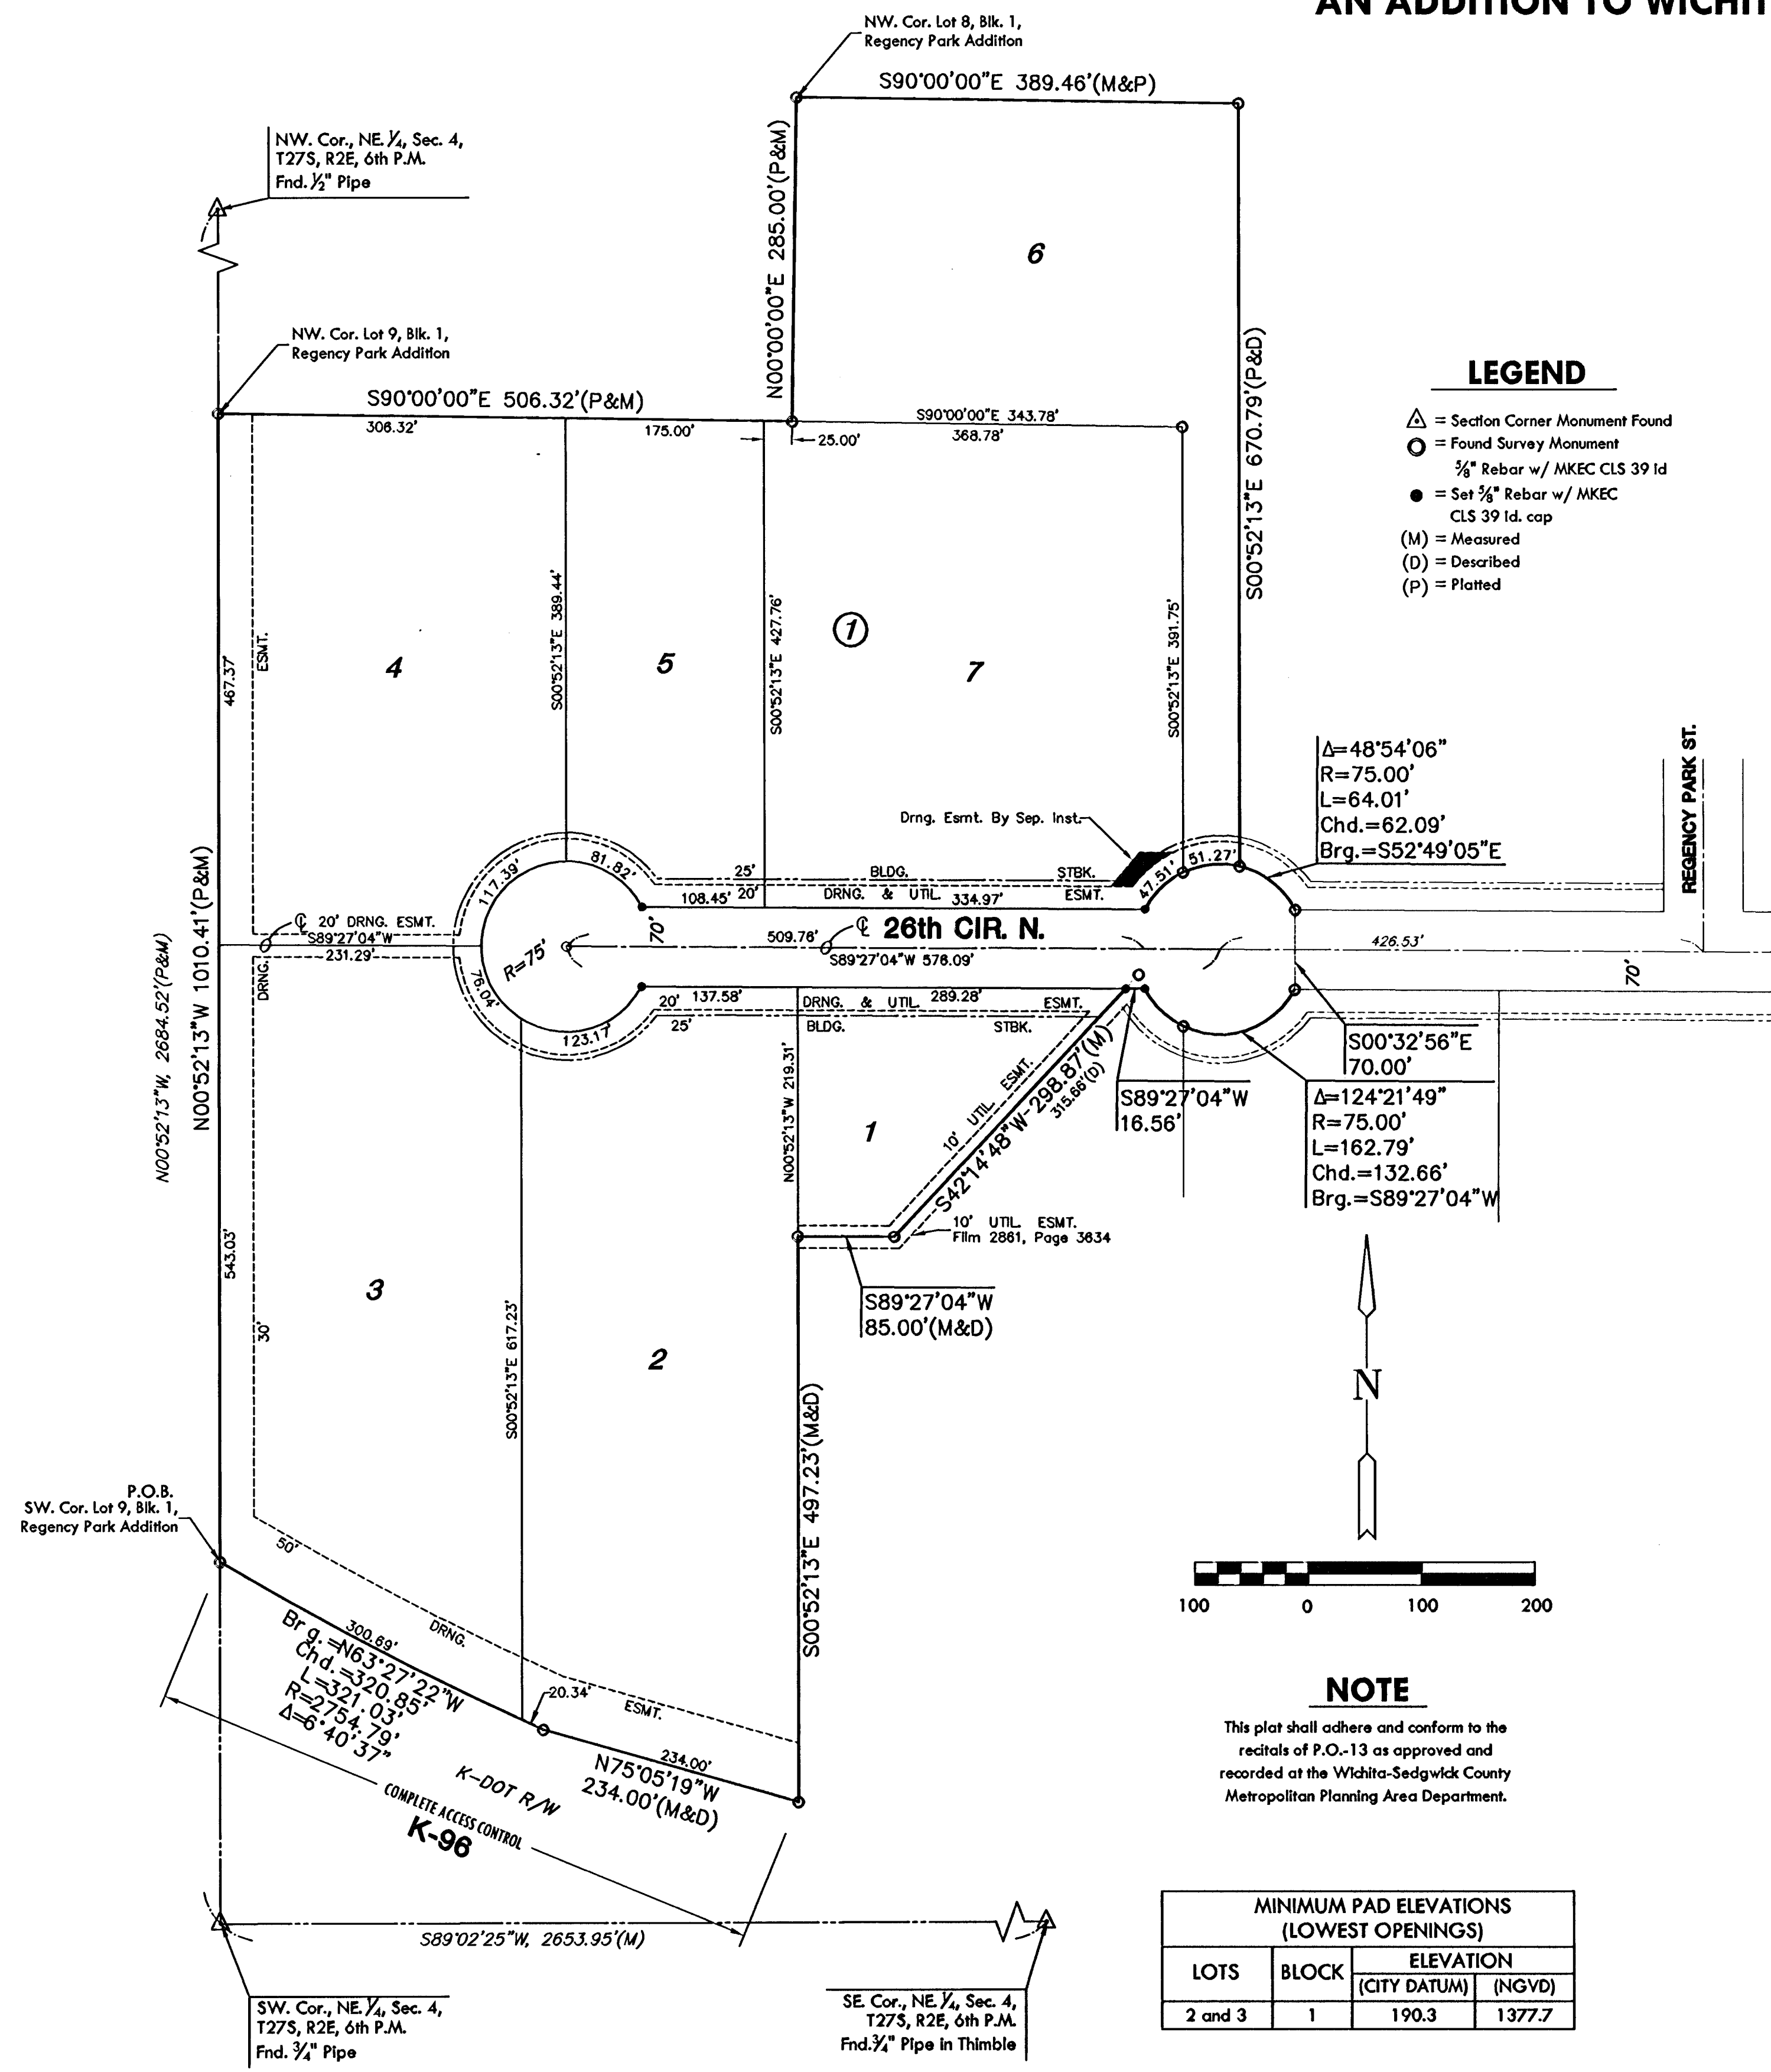 AN ADDITION TO WICHIT
NW. Cor. Lot 8, Blk. 1,
Regency Park Addition
S90°00'00"E 389.46'(M&P)
NW. Cor., NE.¼, Sec. 4,
T27S, R2E, 6th P.M.
Fnd.½" Pipe
N00°00'00"E 285.00'(P&M)
6
NW. Cor. Lot 9, Blk. 1,
Regency Park Addition
S90°00'00"E 506.32'(P&M)
306.32'
175.00'
25.00'
S90°00'00"E 343.78'
368.78'
S00°52'13"E 670.79'(P&D)
LEGEND
= Section Corner Monument Found
= Found Survey Monument
⅝" Rebar w/ MKEC CLS 39 Id
= Set ⅝" Rebar w/ MKEC
CLS 39 Id. cap
(M) = Measured
(D) = Described
(P) = Platted
467.37'
ESMT.
4
S00°52'13"E 389.44'
5
S00°52'13"E 427.76'
1
7
S00°52'13"E 391.75'
Δ=48°54'06"
R=75.00'
L=64.01'
Chd.=62.09'
Brg.=S52°49'05"E
REGENCY PARK ST.
Drng. Esmt. By Sep. Inst.
117.39'
81.82'
47.51'
51.27'
25' BLDG. STBK.
108.45' 20' DRNG. & UTIL. 334.97' ESMT.
N00°52'13"W, 2684.52'(P&M)
N00°52'13"W 1010.41'(P&M)
℄ 20' DRNG. ESMT.
S89°27'04"W
231.29'
R=75'
70'
509.76'
℄ 26th CIR. N.
S89°27'04"W 576.09'
426.53'
70'
DRNG.
76.04'
123.17'
20' 137.58' DRNG. & UTIL. 289.28' ESMT.
25' BLDG. STBK.
S00°32'56"E
70.00'
S89°27'04"W
16.56'
Δ=124°21'49"
R=75.00'
L=162.79'
Chd.=132.66'
Brg.=S89°27'04"W
N00°52'13"W 219.31'
1
10' UTIL. ESMT.
S42°14'48"W-298.87'(M)
315.66'(D)
10' UTIL. ESMT.
Film 2861, Page 3634
S89°27'04"W
85.00'(M&D)
543.03'
30'
3
S00°52'13"E 617.23'
2
S00°52'13"E 497.23'(M&D)
N
P.O.B.
SW. Cor. Lot 9, Blk. 1,
Regency Park Addition
50'
DRNG.
ESMT.
100 0 100 200
300.69'
Brg.=N63°27'22"W
Chd.=320.85'
L=321.03'
R=2754.79'
Δ=6°40'37"
20.34'
234.00'
N75°05'19"W
234.00'(M&D)
K-DOT R/W
COMPLETE ACCESS CONTROL
K-96
NOTE
This plat shall adhere and conform to the
recitals of P.O.-13 as approved and
recorded at the Wichita-Sedgwick County
Metropolitan Planning Area Department.
S89°02'25"W, 2653.95'(M)
SW. Cor., NE.¼, Sec. 4,
T27S, R2E, 6th P.M.
Fnd. ¾" Pipe
SE. Cor., NE.¼, Sec. 4,
T27S, R2E, 6th P.M.
Fnd.¾" Pipe in Thimble
MINIMUM PAD ELEVATIONS
(LOWEST OPENINGS)
LOTS BLOCK ELEVATION
(CITY DATUM) (NGVD)
2 and 3 1 190.3 1377.7